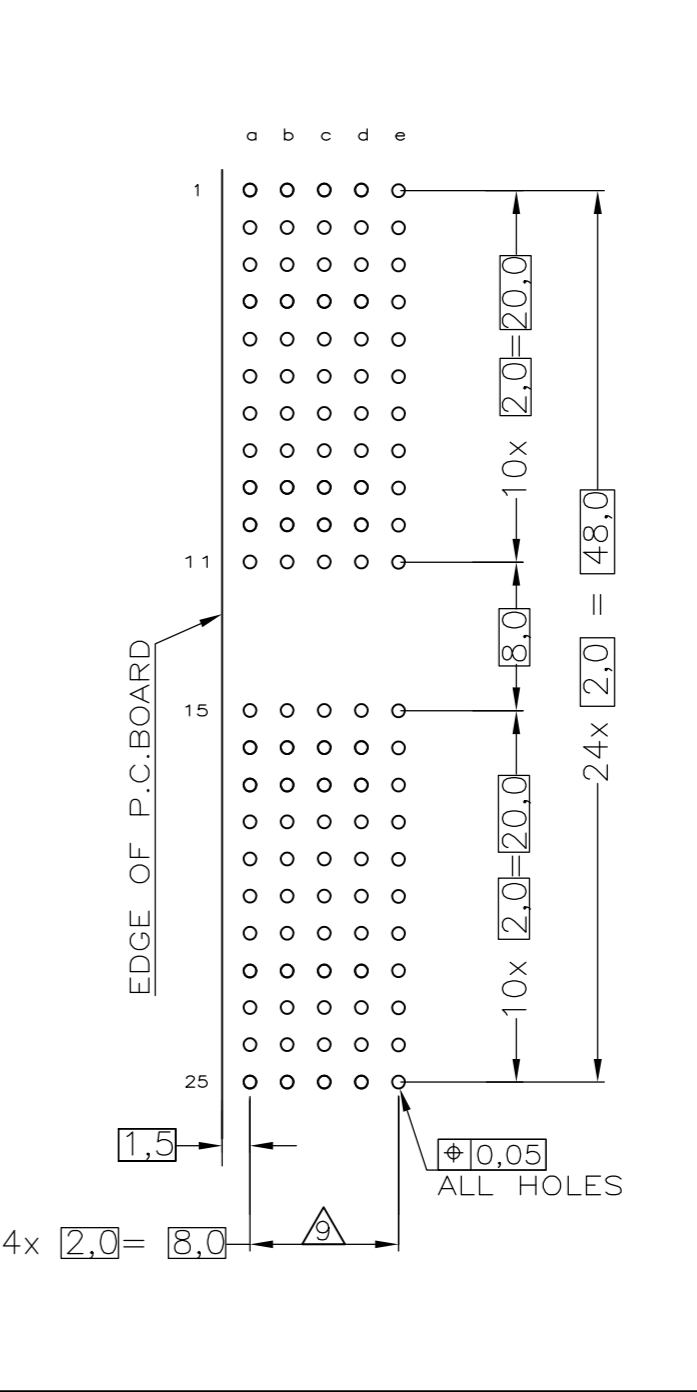 a b c d e
1
11
15
25
10x 2,0=20,0
8,0
10x 2,0=20,0
24x 2,0 = 48,0
EDGE OF P.C.BOARD
1,5
⌖ 0,05
ALL HOLES
9
4x 2,0= 8,0